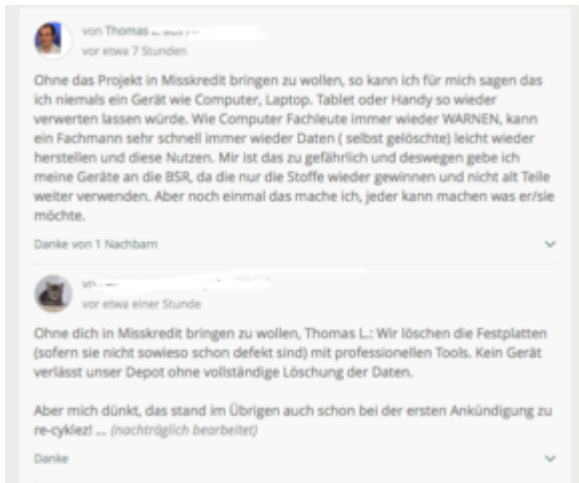 von Thomas
vor etwa 7 Stunden
Ohne das Projekt in Misskredit bringen zu wollen, so kann ich für mich sagen das
ich niemals ein Gerät wie Computer, Laptop. Tablet oder Handy so wieder
verwerten lassen würde. Wie Computer Fachleute immer wieder WARNEN, kann
ein Fachmann sehr schnell immer wieder Daten ( selbst gelöschte) leicht wieder
herstellen und diese Nutzen. Mir ist das zu gefährlich und deswegen gebe ich
meine Geräte an die BSR, da die nur die Stoffe wieder gewinnen und nicht alt Teile
weiter verwenden. Aber noch einmal das mache ich, jeder kann machen was er/sie
möchte.
Danke von 1 Nachbarn
vor etwa einer Stunde
Ohne dich in Misskredit bringen zu wollen, Thomas L.: Wir löschen die Festplatten
(sofern sie nicht sowieso schon defekt sind) mit professionellen Tools. Kein Gerät
verlässt unser Depot ohne vollständige Löschung der Daten.
Aber mich dünkt, das stand im Übrigen auch schon bei der ersten Ankündigung zu
re-cyklez! ... (nachträglich bearbeitet)
Danke